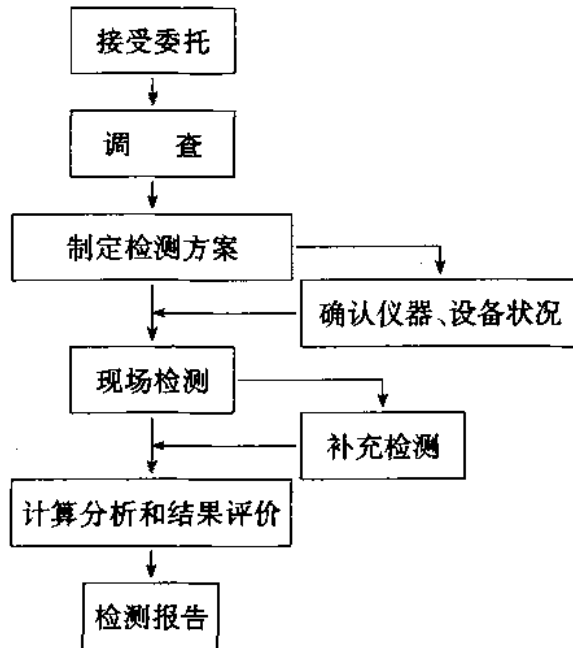 接受委托
调 查
制定检测方案
确认仪器、设备状况
现场检测
补充检测
计算分析和结果评价
检测报告